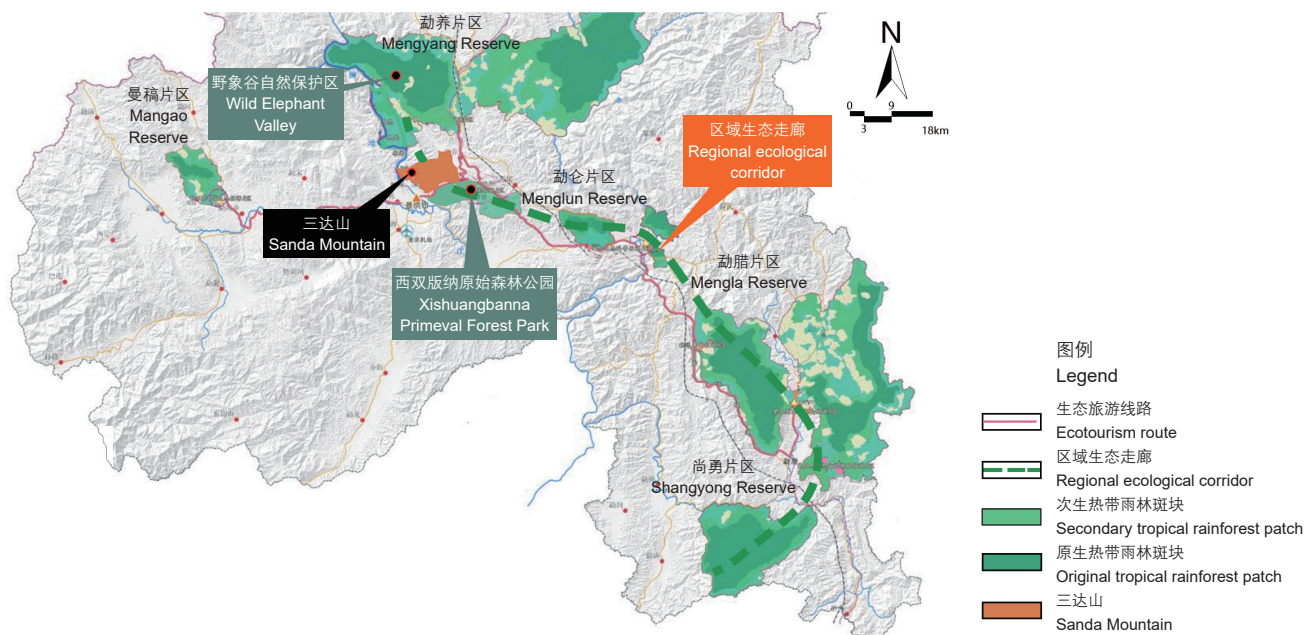 勐养片区
Mengyang Reserve
野象谷自然保护区
Wild Elephant
Valley
曼稿片区
Mangao
Reserve
N
0
9
3
18km
区域生态走廊
Regional ecological
corridor
勐仑片区
Menglun Reserve
三达山
Sanda Mountain
西双版纳原始森林公园
Xishuangbanna
Primeval Forest Park
勐腊片区
Mengla Reserve
尚勇片区
Shangyong Reserve
图例
Legend
生态旅游线路
Ecotourism route
区域生态走廊
Regional ecological corridor
次生热带雨林斑块
Secondary tropical rainforest patch
原生热带雨林斑块
Original tropical rainforest patch
三达山
Sanda Mountain